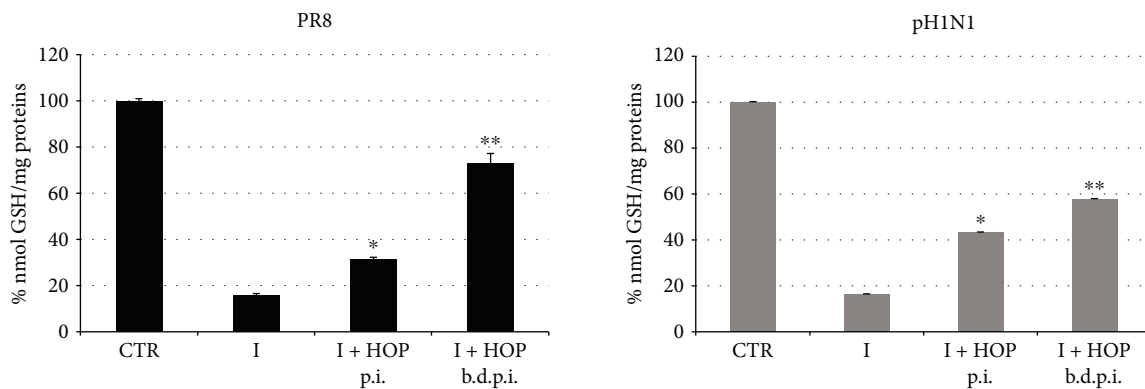 PR8
% nmol GSH/mg proteins
120
100
80
60
40
20
0
*
**
CTR
I
I + HOP
p.i.
I + HOP
b.d.p.i.
pH1N1
% nmol GSH/mg proteins
120
100
80
60
40
20
0
*
**
CTR
I
I + HOP
p.i.
I + HOP
b.d.p.i.